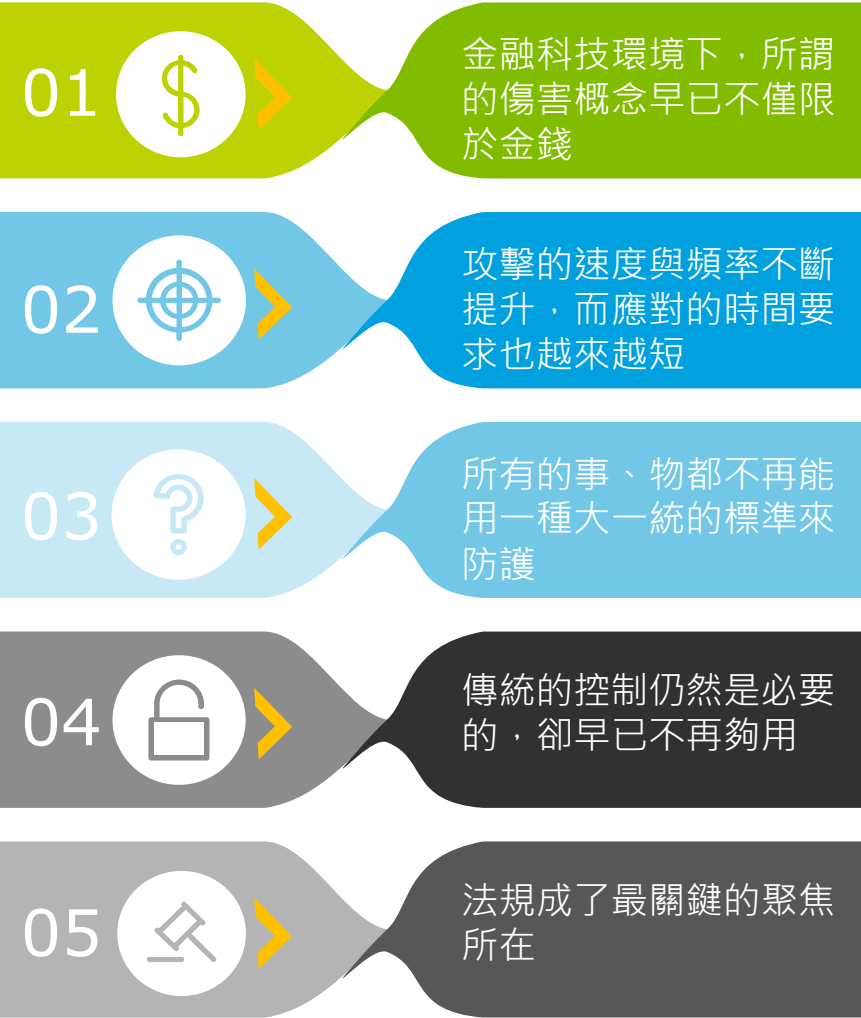 01
金融科技環境下，所謂
的傷害概念早已不僅限
於金錢
02
攻擊的速度與頻率不斷
提升，而應對的時間要
求也越來越短
03
所有的事、物都不再能
用一種大一統的標準來
防護
04
傳統的控制仍然是必要
的，卻早已不再夠用
05
法規成了最關鍵的聚焦
所在